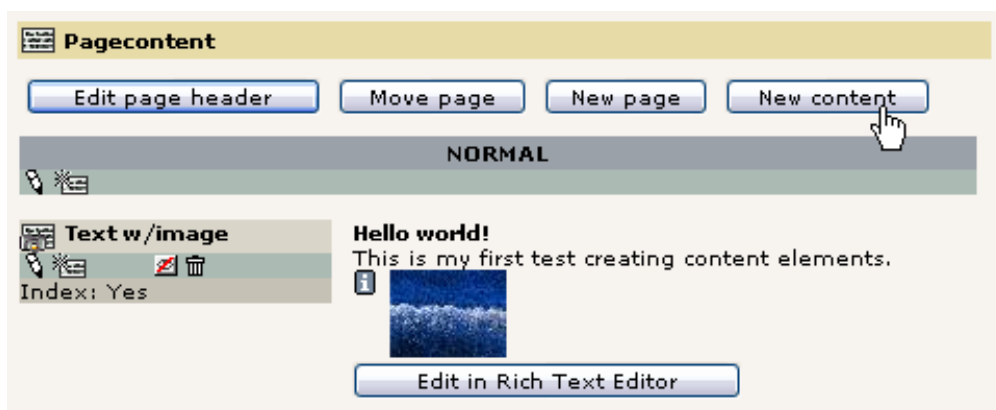 Pagecontent
Edit page header Move page New page New content
NORMAL
Text w/image
Index: Yes
Hello world!
This is my first test creating content elements.
Edit in Rich Text Editor